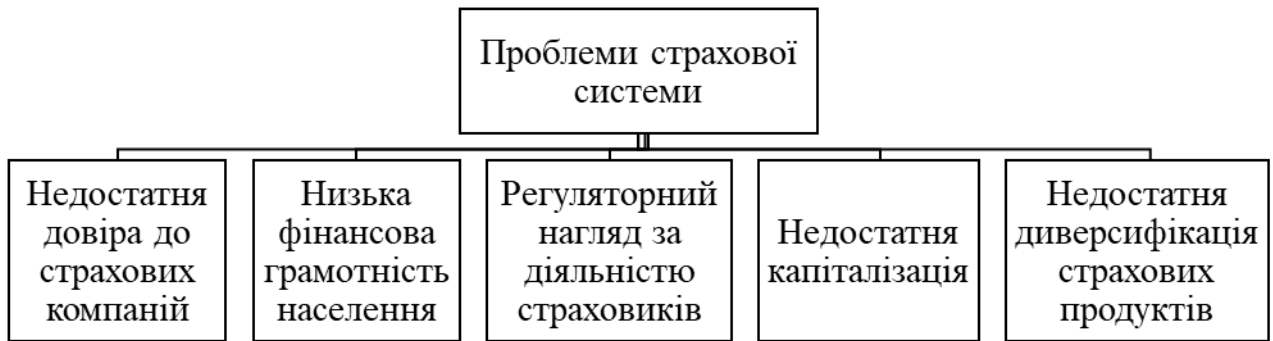 Проблеми страхової
системи
Недостатня
довіра до
страхових
компаній
Низька
фінансова
грамотність
населення
Регуляторний
нагляд за
діяльністю
страховиків
Недостатня
капіталізація
Недостатня
диверсифікація
страхових
продуктів